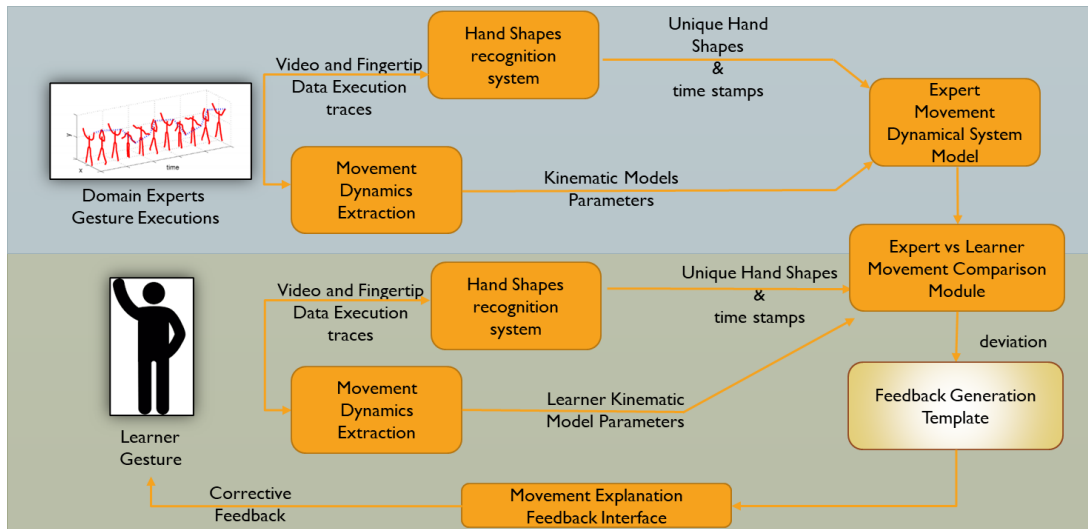 Hand Shapes
recognition
system
Unique Hand
Shapes
&
time stamps
Video and Fingertip
Data Execution
traces
Expert
Movement
Dynamical System
Model
y
x
time
Domain Experts
Gesture Executions
Movement
Dynamics
Extraction
Kinematic Models
Parameters
Expert vs Learner
Movement Comparison
Module
Video and Fingertip
Data Execution
traces
Hand Shapes
recognition
system
Unique Hand Shapes
&
time stamps
deviation
Movement
Dynamics
Extraction
Learner Kinematic
Model Parameters
Feedback Generation
Template
Learner
Gesture
Corrective
Feedback
Movement Explanation
Feedback Interface